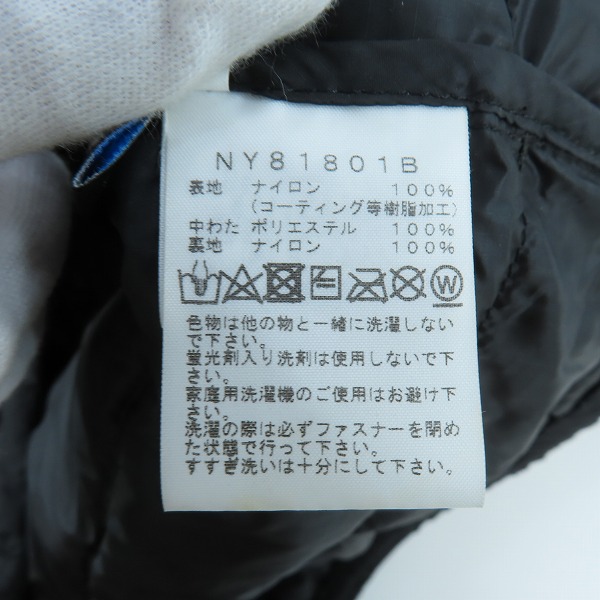 NY81801B
表地 ナイロン 100%
(コーティング等樹脂加工)
中わた ポリエステル 100%
裏地 ナイロン 100%
W
色物は他の物と一緒に洗濯しない
で下さい。
蛍光剤入り洗剤は使用しないで下
さい。
家庭用洗濯機のご使用はお避け下
さい。
洗濯の際は必ずファスナーを閉め
た状態で行って下さい。
すすぎ洗いは十分にして下さい。